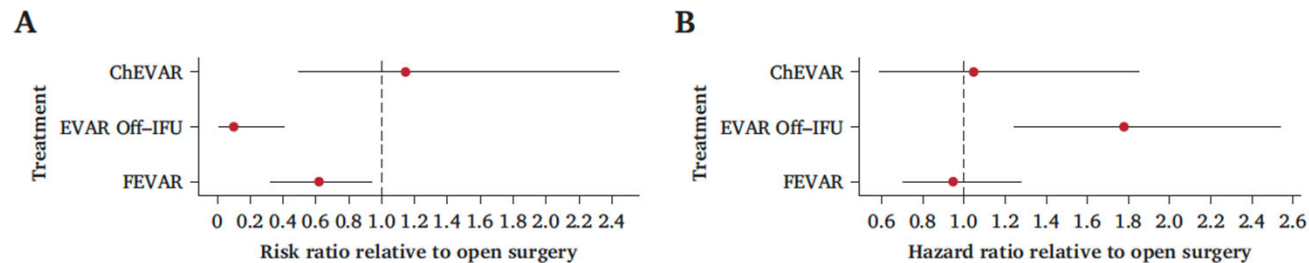 A
Treatment
ChEVAR
EVAR Off–IFU
FEVAR
0 0.2 0.4 0.6 0.8 1.0 1.2 1.4 1.6 1.8 2.0 2.2 2.4
Risk ratio relative to open surgery
B
Treatment
ChEVAR
EVAR Off–IFU
FEVAR
0.6 0.8 1.0 1.2 1.4 1.6 1.8 2.0 2.2 2.4 2.6
Hazard ratio relative to open surgery